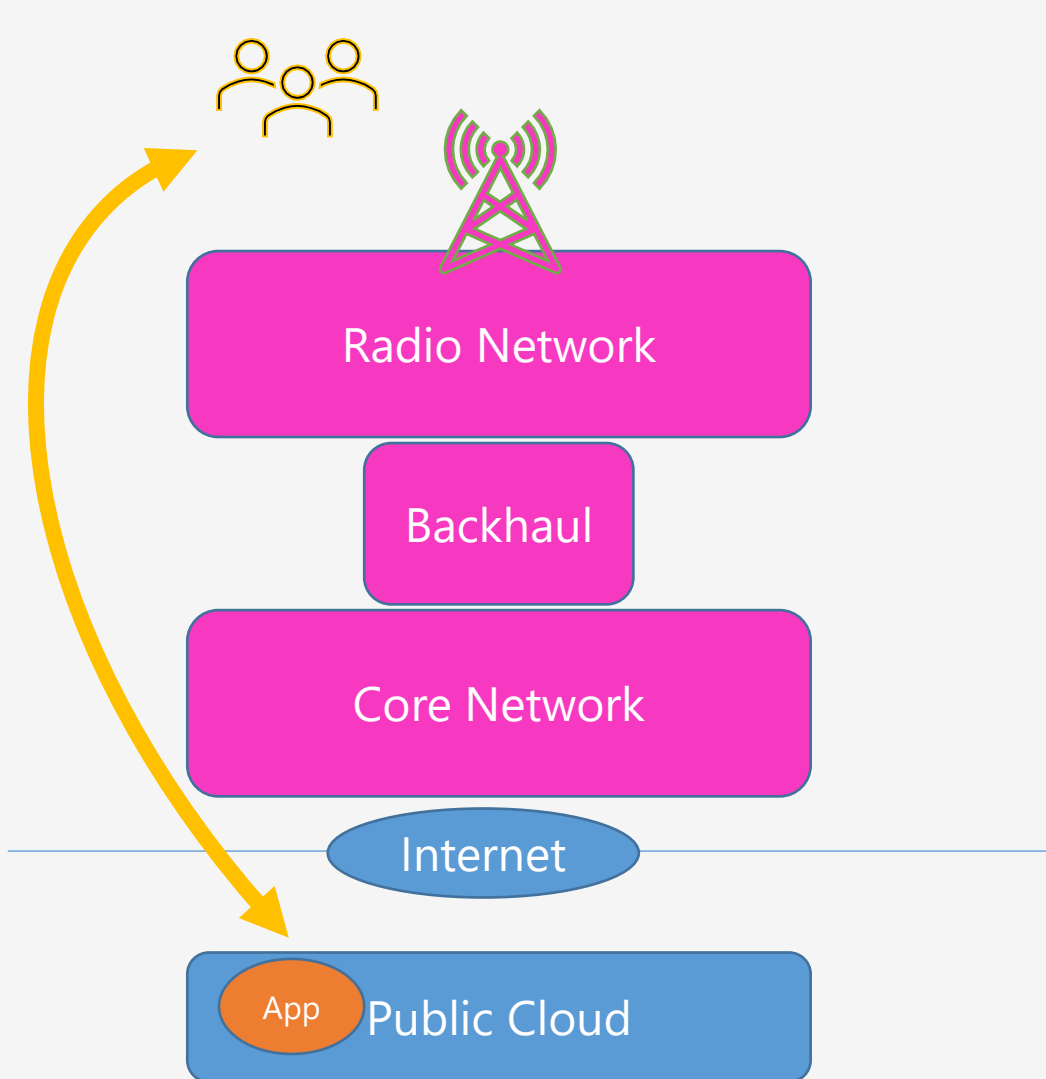 Radio Network
Backhaul
Core Network
Internet
App
Public Cloud